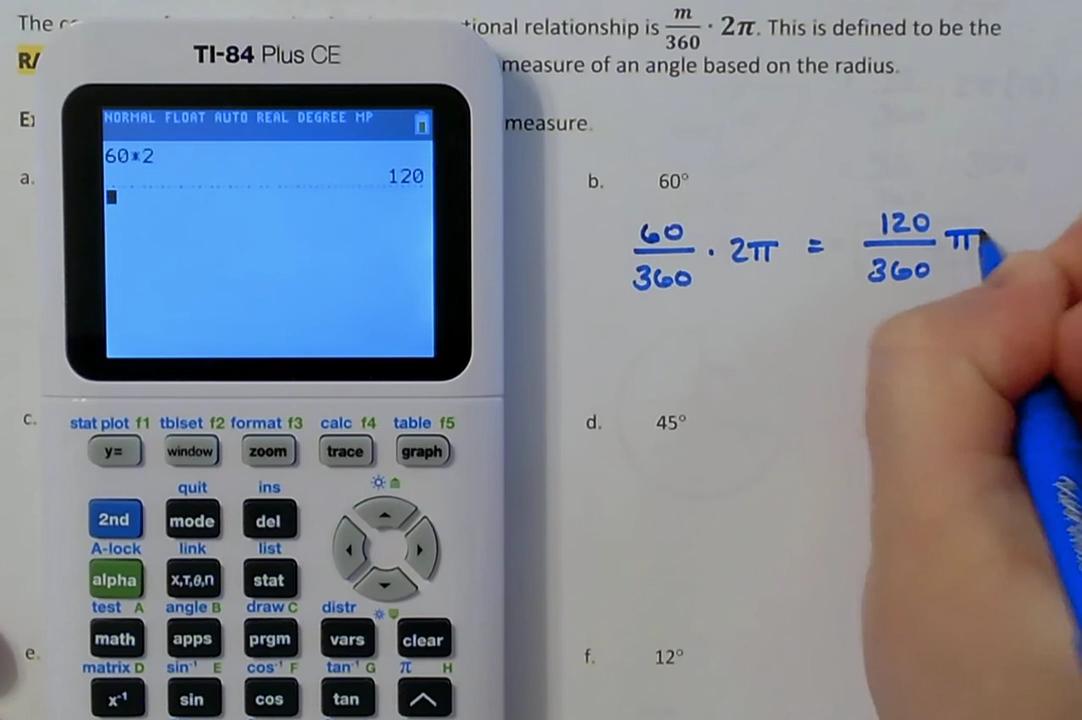 The
tional relationship is m/360 · 2π. This is defined to be the
R/
measure of an angle based on the radius.
measure.
TI-84 Plus CE
NORMAL FLOAT AUTO REAL DEGREE MP
60*2
120
a.
b. 60°
60/360 · 2π = 120/360 π
c.
d. 45°
e.
f. 12°
stat plot f1 tblset f2 format f3 calc f4 table f5
y= window zoom trace graph
quit ins
2nd mode del
A-lock link list
alpha X,T,θ,n stat
test A angle B draw C distr
math apps prgm vars clear
matrix D sin⁻¹ E cos⁻¹ F tan⁻¹ G π H
x⁻¹ sin cos tan ^